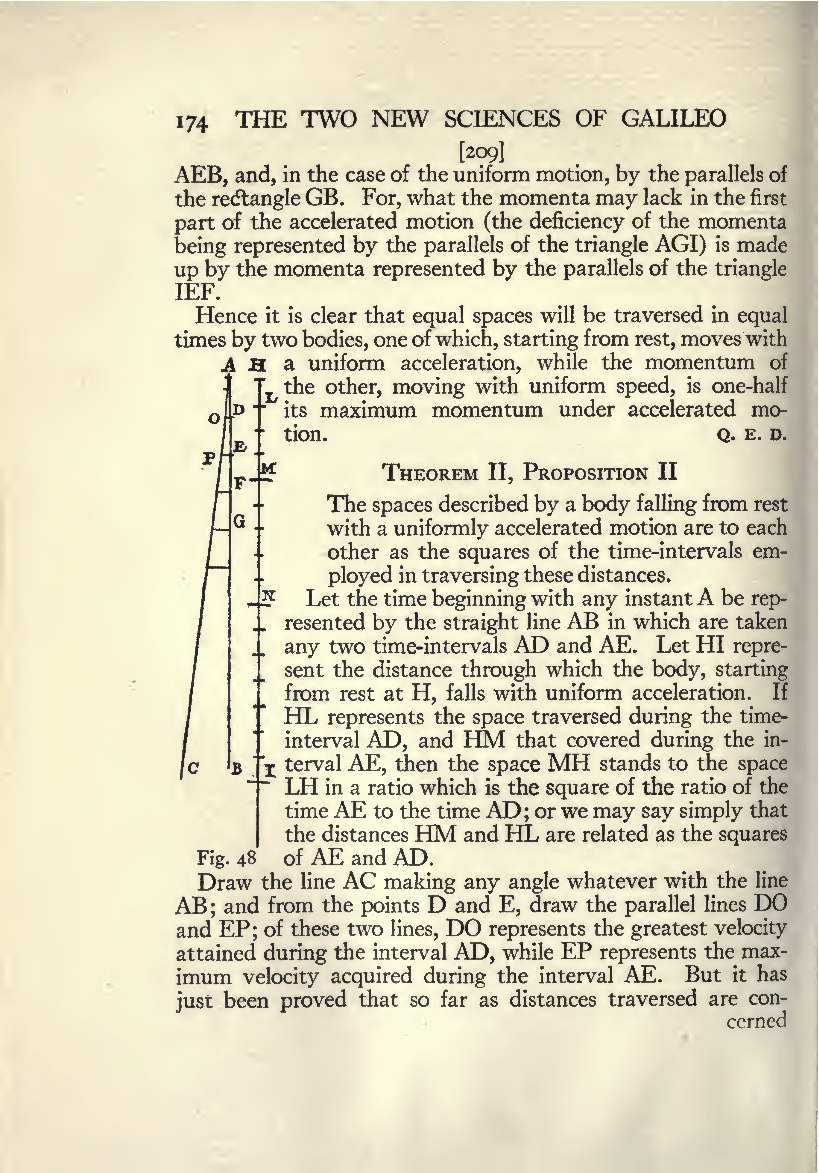 174 THE TWO NEW SCIENCES OF GALILEO
[209]
AEB, and, in the case of the uniform motion, by the parallels of
the rectangle GB. For, what the momenta may lack in the first
part of the accelerated motion (the deficiency of the momenta
being represented by the parallels of the triangle AGI) is made
up by the momenta represented by the parallels of the triangle
IEF.
Hence it is clear that equal spaces will be traversed in equal
times by two bodies, one of which, starting from rest, moves with
a uniform acceleration, while the momentum of
the other, moving with uniform speed, is one-half
its maximum momentum under accelerated mo-
tion. Q. E. D.
A H
L
O D
E
P
M
F
G
N
C B I
Fig. 48
THEOREM II, PROPOSITION II
The spaces described by a body falling from rest
with a uniformly accelerated motion are to each
other as the squares of the time-intervals em-
ployed in traversing these distances.
Let the time beginning with any instant A be rep-
resented by the straight line AB in which are taken
any two time-intervals AD and AE. Let HI repre-
sent the distance through which the body, starting
from rest at H, falls with uniform acceleration. If
HL represents the space traversed during the time-
interval AD, and HM that covered during the in-
terval AE, then the space MH stands to the space
LH in a ratio which is the square of the ratio of the
time AE to the time AD; or we may say simply that
the distances HM and HL are related as the squares
of AE and AD.
Draw the line AC making any angle whatever with the line
AB; and from the points D and E, draw the parallel lines DO
and EP; of these two lines, DO represents the greatest velocity
attained during the interval AD, while EP represents the max-
imum velocity acquired during the interval AE. But it has
just been proved that so far as distances traversed are con-
cerned